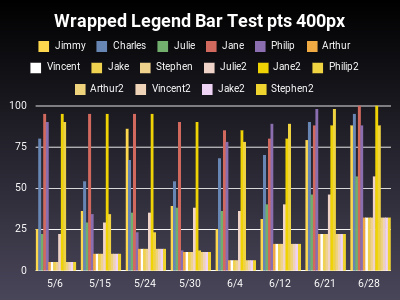 Wrapped Legend Bar Test pts 400px
Jimmy Charles Julie Jane Philip Arthur
Vincent Jake Stephen Julie2 Jane2 Philip2
Arthur2 Vincent2 Jake2 Stephen2
100
75
50
25
0
5/6 5/15 5/24 5/30 6/4 6/12 6/21 6/28